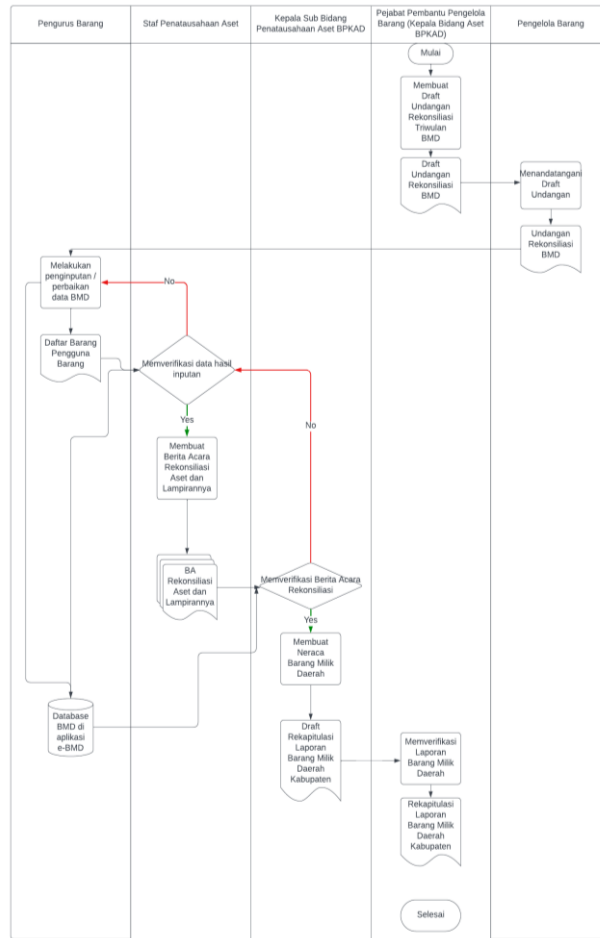 Pengurus Barang
Staf Penatausahaan Aset
Kepala Sub Bidang
Penatausahaan Aset BPKAD
Pejabat Pembantu Pengelola
Barang (Kepala Bidang Aset
BPKAD)
Pengelola Barang
Mulai
Membuat
Draft
Undangan
Rekonsiliasi
Triwulan
BMD
Draft
Undangan
Rekonsiliasi
BMD
Menandatangani
Draft
Undangan
Undangan
Rekonsiliasi
BMD
Melakukan
penginputan /
perbaikan
data BMD
No
Daftar Barang
Pengguna
Barang
Memverifikasi data hasil
inputan
Yes
No
Membuat
Berita Acara
Rekonsiliasi
Aset dan
Lampirannya
BA
Rekonsiliasi
Aset dan
Lampirannya
Memverifikasi Berita Acara
Rekonsiliasi
Yes
Membuat
Neraca
Barang Milik
Daerah
Database
BMD di
aplikasi
e-BMD
Draft
Rekapitulasi
Laporan
Barang Milik
Daerah
Kabupaten
Memverifikasi
Laporan
Barang Milik
Daerah
Rekapitulasi
Laporan
Barang Milik
Daerah
Kabupaten
Selesai